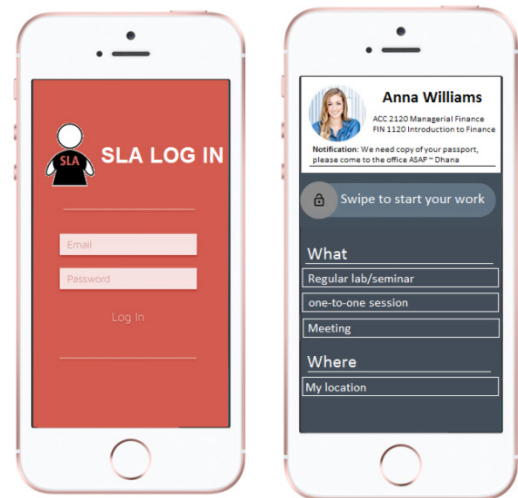 SLA
SLA LOG IN
Email
Password
Log In
Anna Williams
ACC 2120 Managerial Finance
FIN 1120 Introduction to Finance
Notification: We need copy of your passport,
please come to the office ASAP ~ Dhana
Swipe to start your work
What
Regular lab/seminar
one-to-one session
Meeting
Where
My location